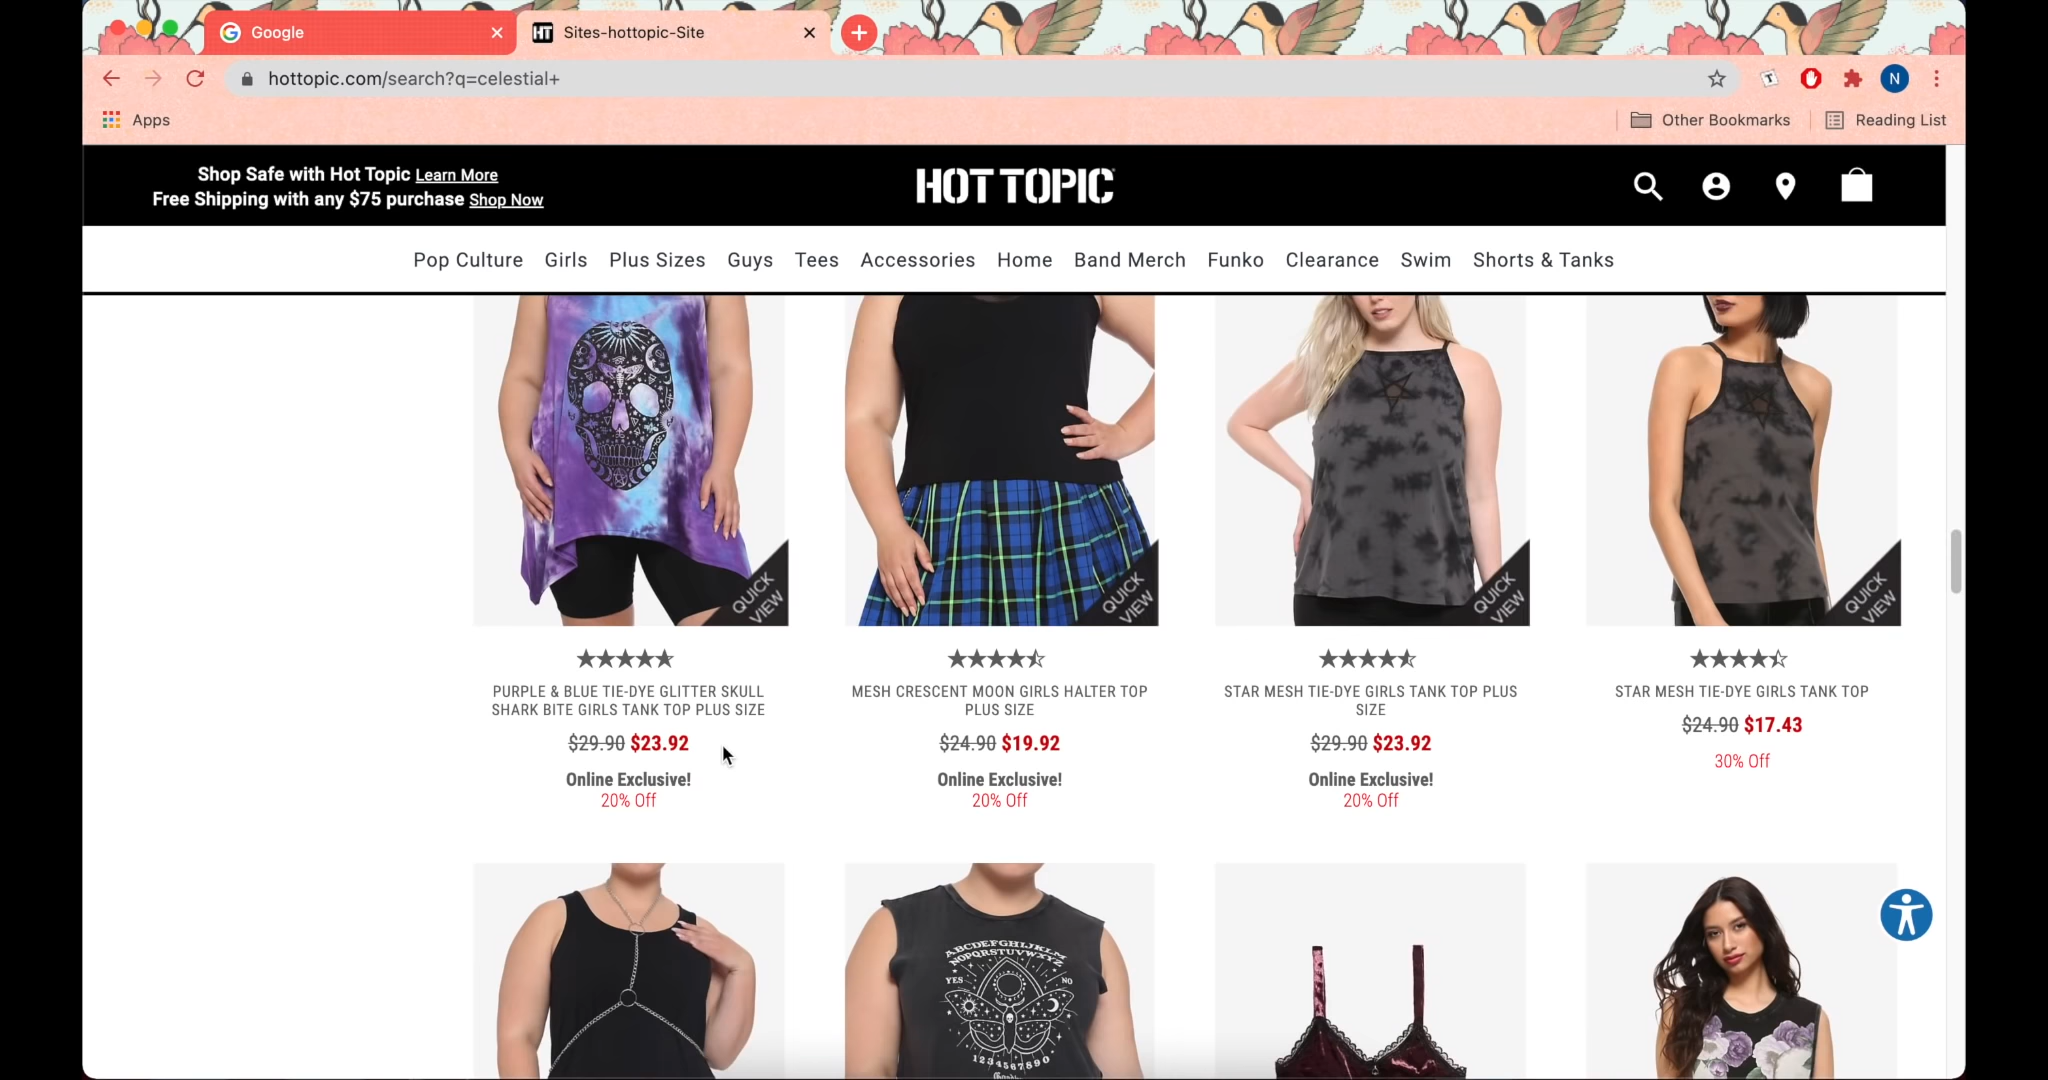 Google
Sites-hottopic-Site
hottopic.com/search?q=celestial+
N
Apps
Other Bookmarks
Reading List
Shop Safe with Hot Topic Learn More
Free Shipping with any $75 purchase Shop Now
HOT TOPIC
Pop Culture Girls Plus Sizes Guys Tees Accessories Home Band Merch Funko Clearance Swim Shorts & Tanks
QUICK VIEW
QUICK VIEW
QUICK VIEW
QUICK VIEW
PURPLE & BLUE TIE-DYE GLITTER SKULL
SHARK BITE GIRLS TANK TOP PLUS SIZE
$29.90 $23.92
Online Exclusive!
20% Off
MESH CRESCENT MOON GIRLS HALTER TOP
PLUS SIZE
$24.90 $19.92
Online Exclusive!
20% Off
STAR MESH TIE-DYE GIRLS TANK TOP PLUS
SIZE
$29.90 $23.92
Online Exclusive!
20% Off
STAR MESH TIE-DYE GIRLS TANK TOP
$24.90 $17.43
30% Off
ABCDEFGHIJKLM
NOPQRSTUVWXYZ
YES NO
1234567890